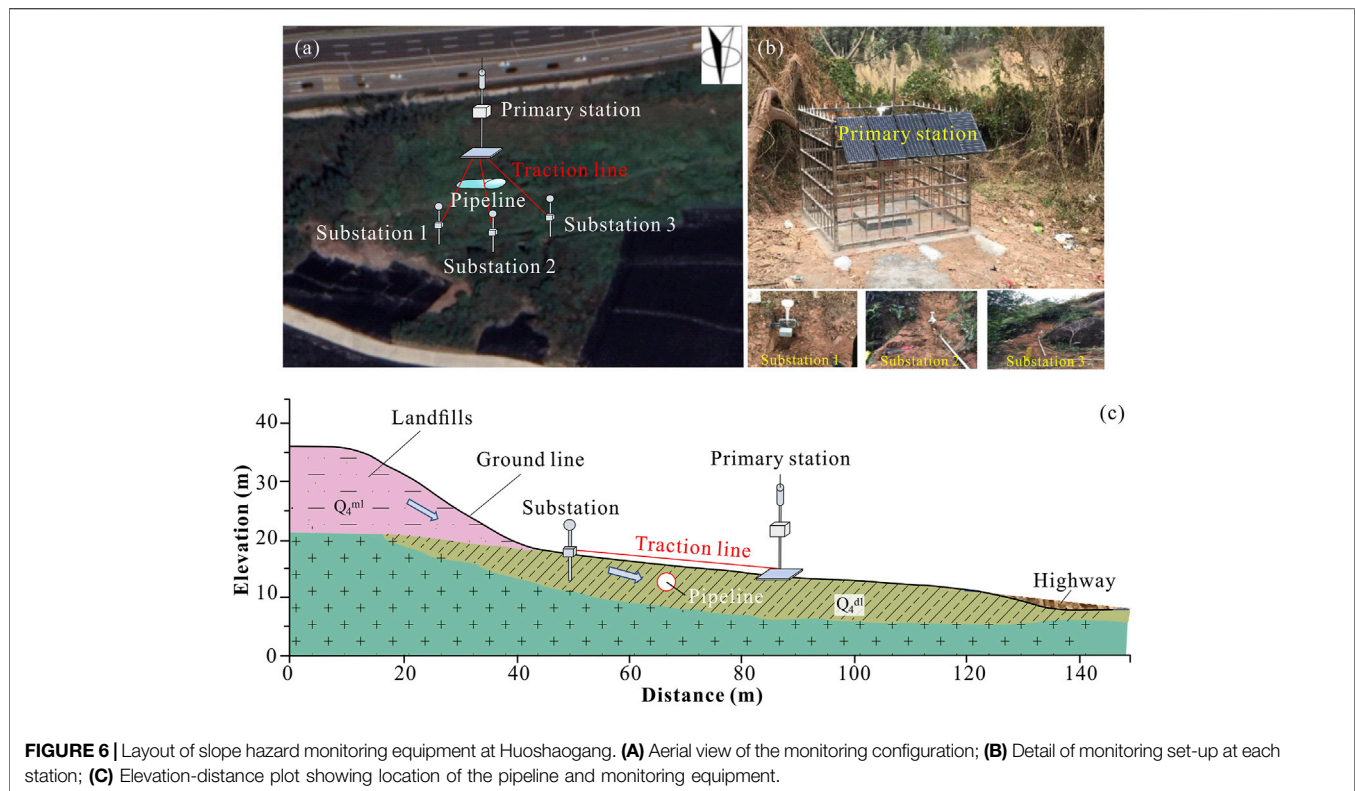 (a)
Primary station
Traction line
Pipeline
Substation 1
Substation 3
Substation 2
(b)
Primary station
Substation 1
Substation 2
Substation 3
(c)
40
30
20
10
0
Elevation (m)
Landfills
Ground line
Substation
Primary station
Traction line
Pipeline
Highway
Q₄ᵐˡ
Q₄ᵈˡ
0 20 40 60 80 100 120 140
Distance (m)
FIGURE 6 | Layout of slope hazard monitoring equipment at Huoshaogang. (A) Aerial view of the monitoring configuration; (B) Detail of monitoring set-up at each
station; (C) Elevation-distance plot showing location of the pipeline and monitoring equipment.